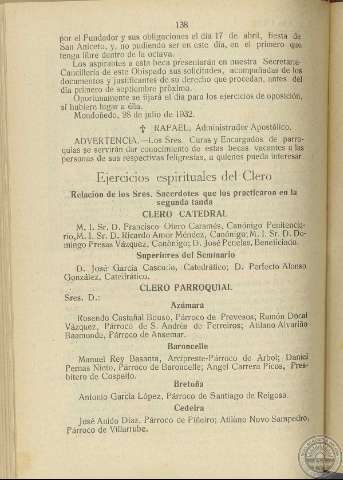 138
por el Fundador y sus obligaciones el día 17 de abril, fiesta de
San Aniceto, y, no pudiendo ser en este día, en el primero que
tenga libre dentro de la octava.
Los aspirantes a esta beca presentarán en nuestra Secretaría-
Cancillería de este Obispado sus solicitudes, acompañadas de los
documentos y justificantes de su derecho que procedan, antes del
día primero de septiembre próximo.
Oportunamente se fijará el día para los ejercicios de oposición,
si hubiere lugar a ella.
Mondoñedo, 28 de julio de 1932.
✝ RAFAEL, Administrador Apostólico.
ADVERTENCIA.—Los Sres. Curas y Encargados de parro-
quias se servirán dar conocimiento de estas becas vacantes a las
personas de sus respectivas feligresías, a quienes pueda interesar.
Ejercicios espirituales del Clero
Relación de los Sres. Sacerdotes que los practicaron en la
segunda tanda
CLERO CATEDRAL
M. I. Sr. D. Francisco Otero Caramés, Canónigo Penitencia-
rio, M. I. Sr. D. Ricardo Amor Méndez, Canónigo; M. I. Sr. D. Do-
mingo Presas Vázquez, Canónigo; D. José Penelas, Beneficiado.
Superiores del Seminario
D. José García Cascudo, Catedrático; D. Perfecto Alonso
González, Catedrático.
CLERO PARROQUIAL
Sres. D.:
Azúmara
Rosendo Castañal Bouso, Párroco de Prevesos; Ramón Docal
Vázquez, Párroco de S. Andrés de Ferreiros; Atilano Alvariño
Baamonde, Párroco de Ansemar.
Baroncelle
Manuel Rey Basanta, Arcipreste-Párroco de Arbol; Daniel
Pernas Nieto, Párroco de Baroncelle; Angel Carrera Picos, Pres-
bítero de Cospeito.
Bretoña
Antonio García López, Párroco de Santiago de Reigosa.
Cedeira
José Anido Díaz, Párroco de Piñeiro; Atilano Novo Sampedro,
Párroco de Villarrube.